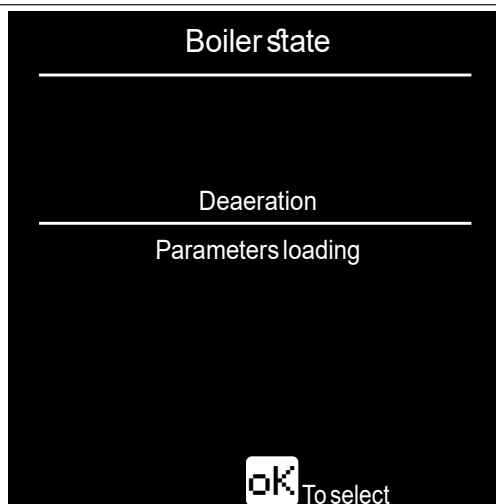 Boiler state
Deaeration
Parameters loading
OK To select